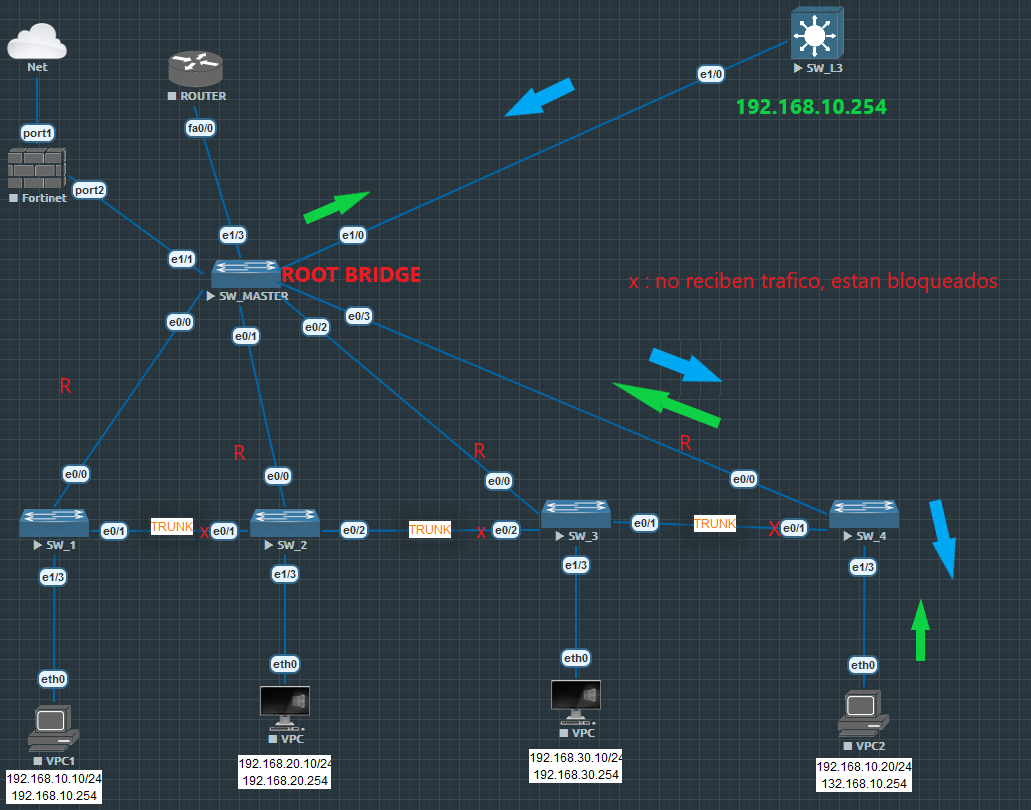 Net
ROUTER
SW_L3
e1/0
192.168.10.254
port1
fa0/0
port2
Fortinet
e1/3
e1/0
e1/1
ROOT BRIDGE
SW_MASTER
x : no reciben trafico, estan bloqueados
e0/0
e0/1
e0/2
e0/3
R
R
R
R
e0/0
e0/0
e0/0
e0/0
SW_1
e0/1
TRUNK
x
e0/1
SW_2
e0/2
TRUNK
x
e0/2
SW_3
e0/1
TRUNK
X
e0/1
SW_4
e1/3
e1/3
e1/3
e1/3
eth0
eth0
eth0
eth0
VPC1
192.168.10.10/24
192.168.10.254
VPC
192.168.20.10/24
192.168.20.254
VPC
192.168.30.10/24
192.168.30.254
VPC2
192.168.10.20/24
132.168.10.254